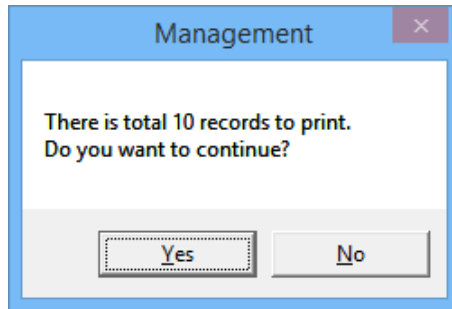 Management
There is total 10 records to print.
Do you want to continue?
Yes
No